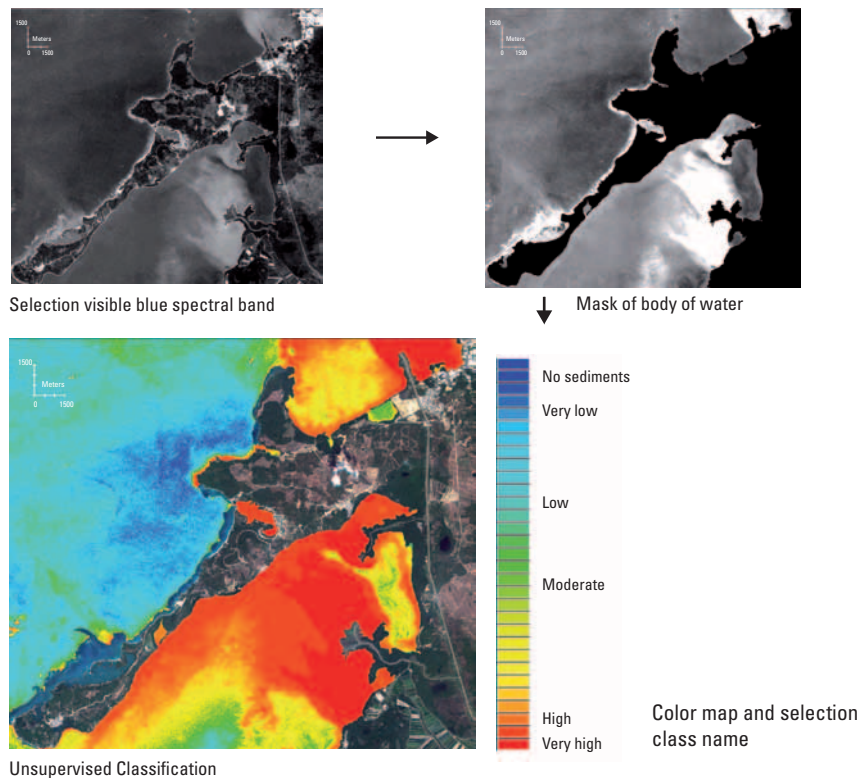 1500
Meters
0 1500
1500
Meters
0 1500
Selection visible blue spectral band
Mask of body of water
1500
Meters
0 1500
No sediments
Very low
Low
Moderate
High
Very high
Color map and selection
class name
Unsupervised Classification